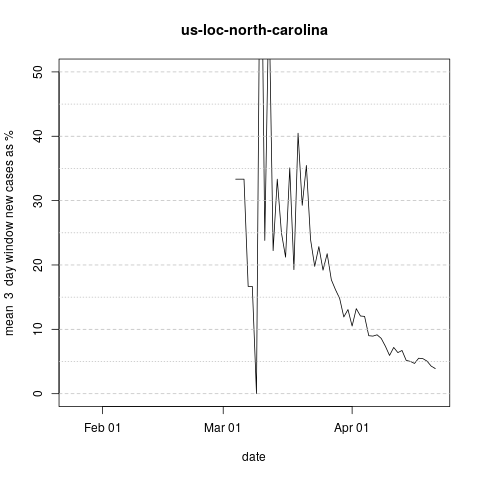 us-loc-north-carolina
mean 3 day window new cases as %
50
40
30
20
10
0
Feb 01
Mar 01
Apr 01
date